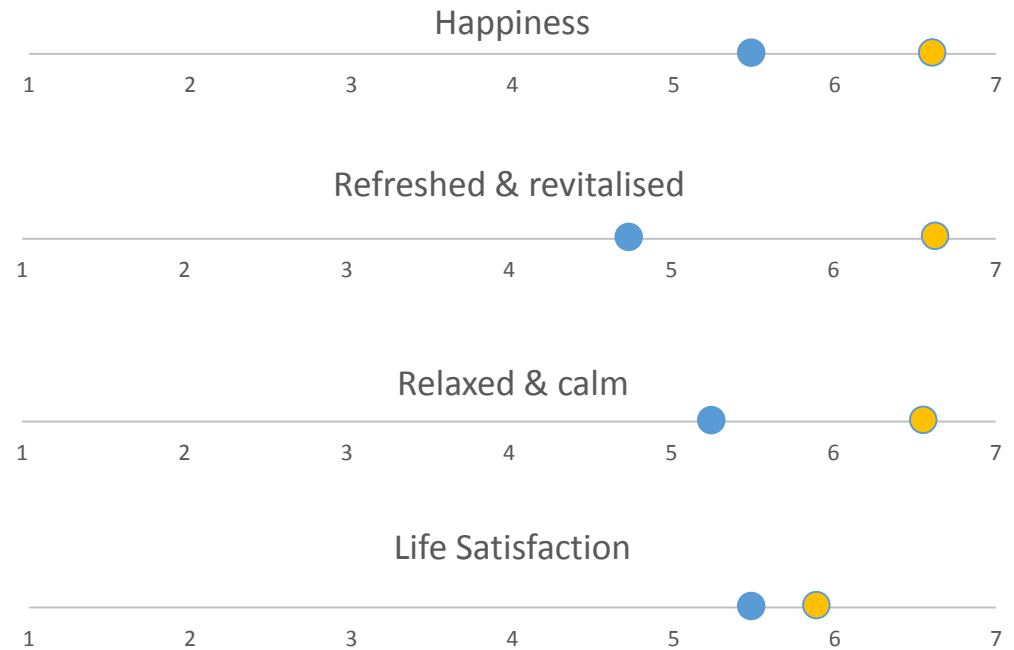 Happiness
1 2 3 4 5 6 7
Refreshed & revitalised
1 2 3 4 5 6 7
Relaxed & calm
1 2 3 4 5 6 7
Life Satisfaction
1 2 3 4 5 6 7